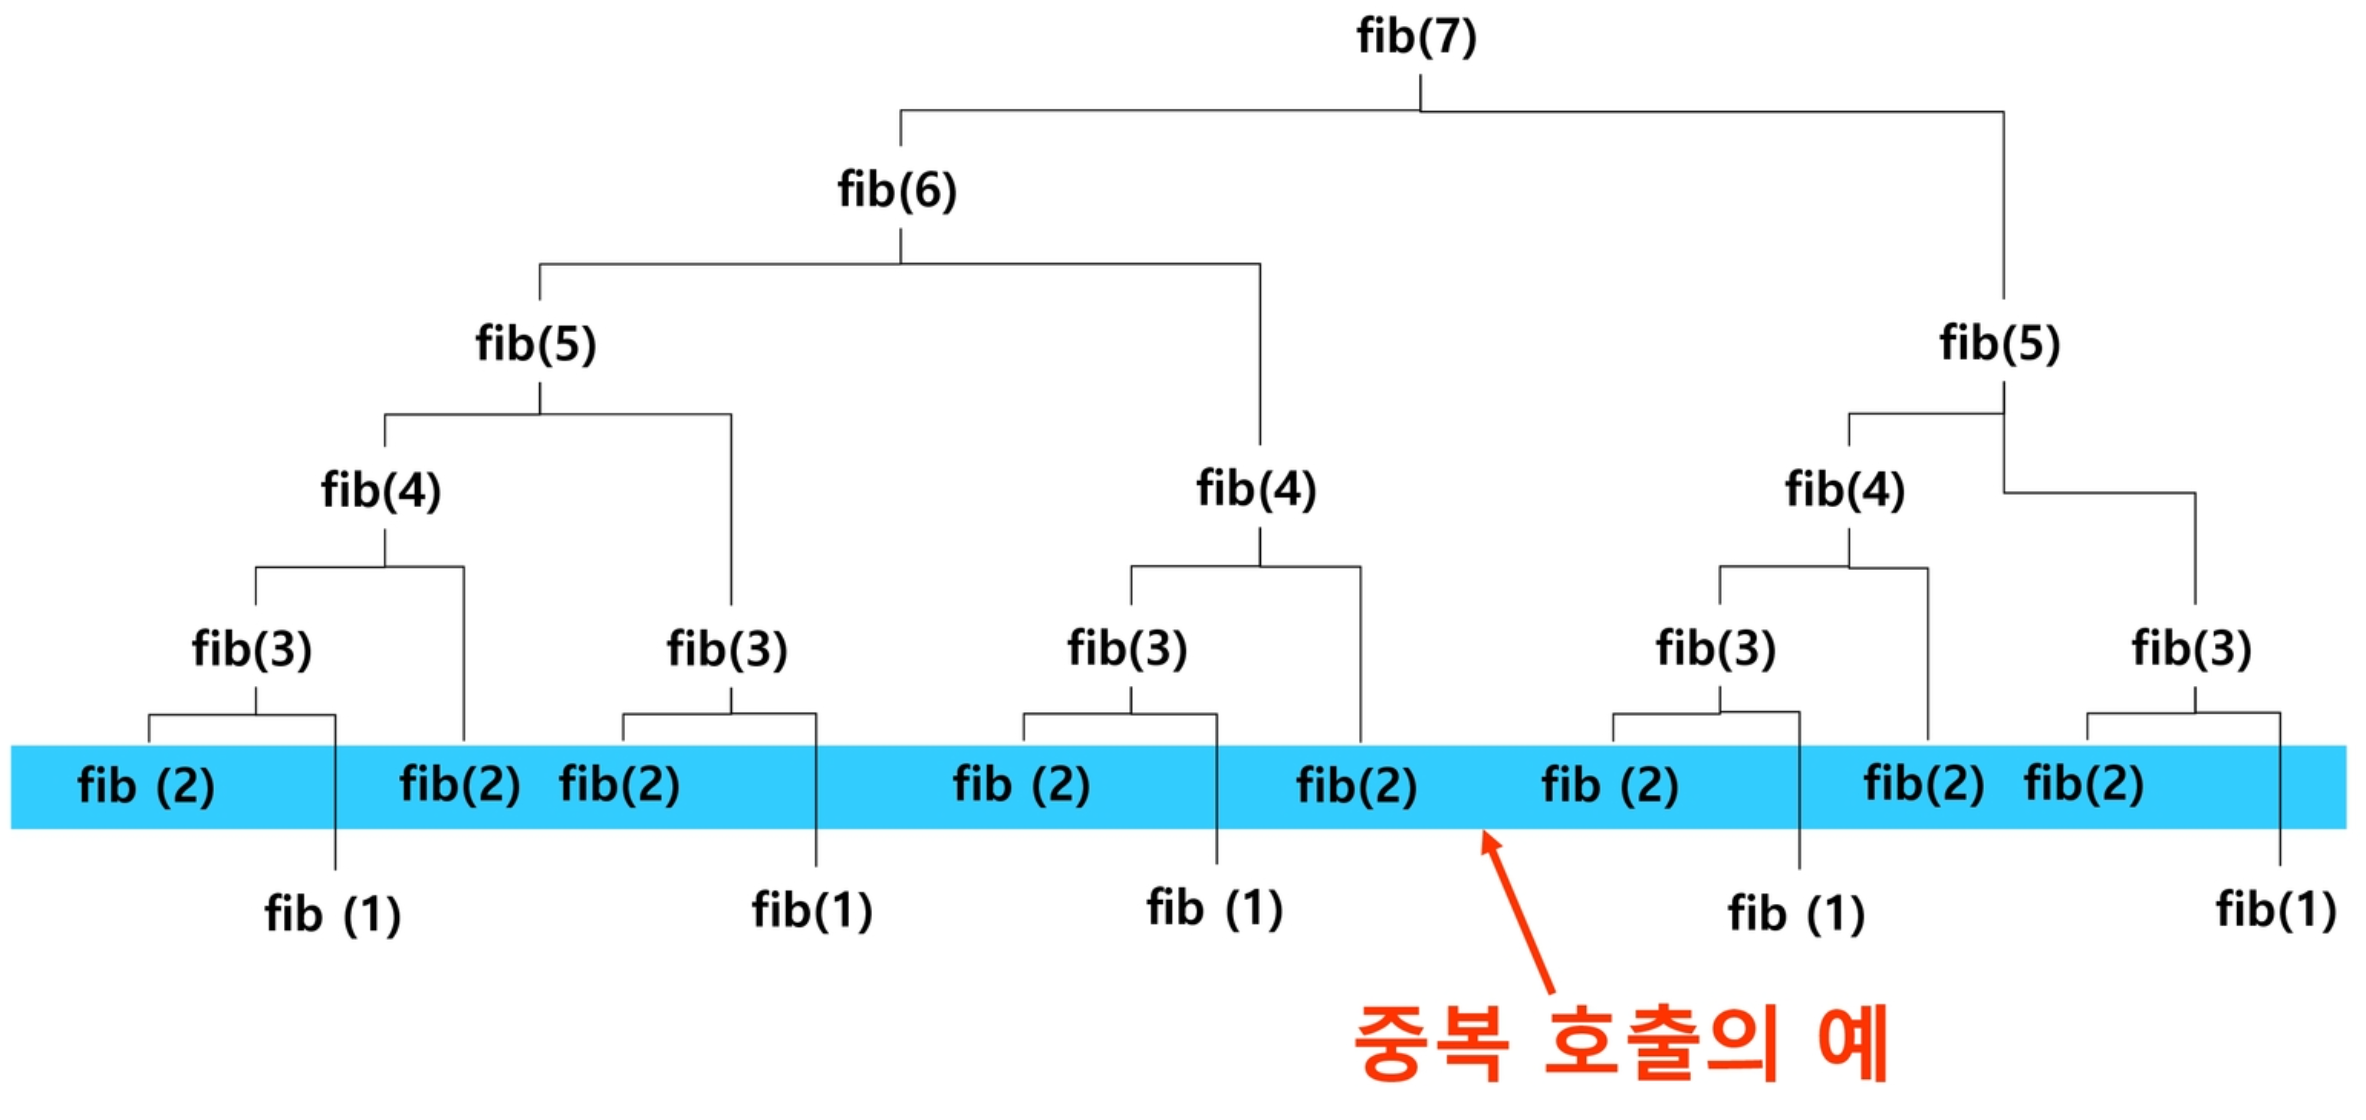 fib(7)
fib(6)
fib(5) fib(5)
fib(4) fib(4) fib(4)
fib(3) fib(3) fib(3) fib(3) fib(3)
fib (2) fib(2) fib(2) fib (2) fib(2) fib (2) fib(2) fib(2)
fib (1) fib(1) fib (1) fib (1) fib(1)
중복 호출의 예